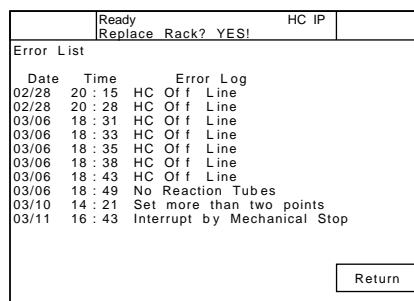 Ready HC IP
Replace Rack? YES!
Error List
Date Time Error Log
02/28 20:15 HC Off Line
02/28 20:28 HC Off Line
03/06 18:31 HC Off Line
03/06 18:33 HC Off Line
03/06 18:35 HC Off Line
03/06 18:38 HC Off Line
03/06 18:43 HC Off Line
03/06 18:49 No Reaction Tubes
03/10 14:21 Set more than two points
03/11 16:43 Interrupt by Mechanical Stop
Return